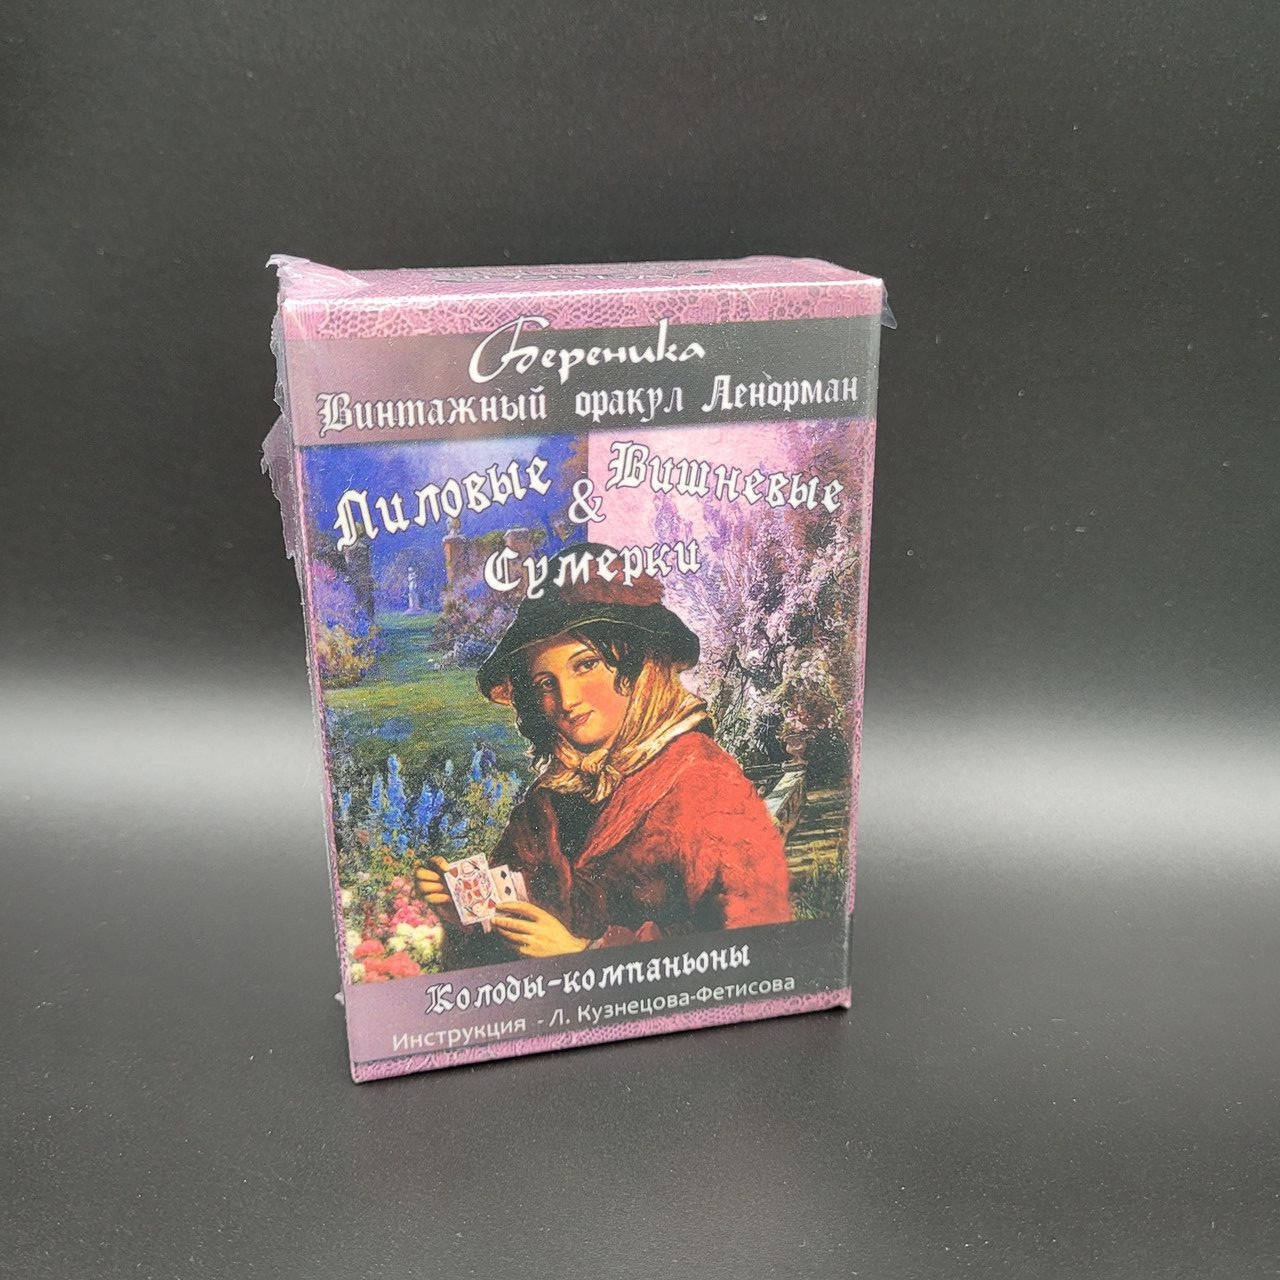 Береника
Винтажный оракул Ленорман
Лиловые & Вишневые
Сумерки
Колоды-компаньоны
Инструкция - Л. Кузнецова-Фетисова